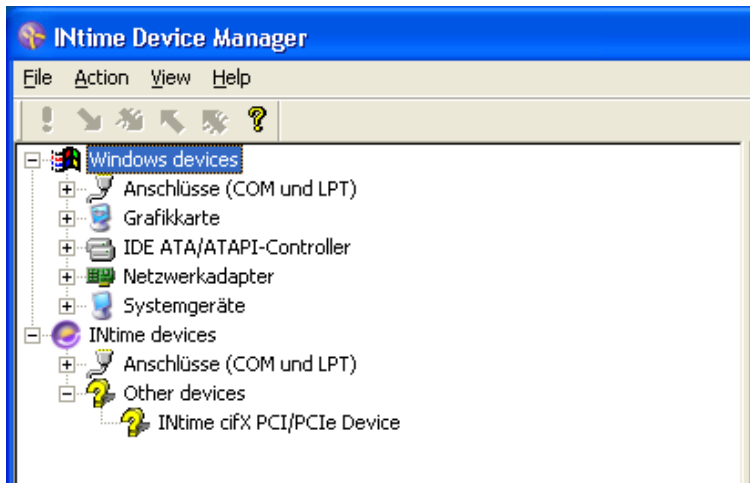 INtime Device Manager
File Action View Help
Windows devices
Anschlüsse (COM und LPT)
Grafikkarte
IDE ATA/ATAPI-Controller
Netzwerkadapter
Systemgeräte
INtime devices
Anschlüsse (COM und LPT)
Other devices
INtime cifX PCI/PCIe Device